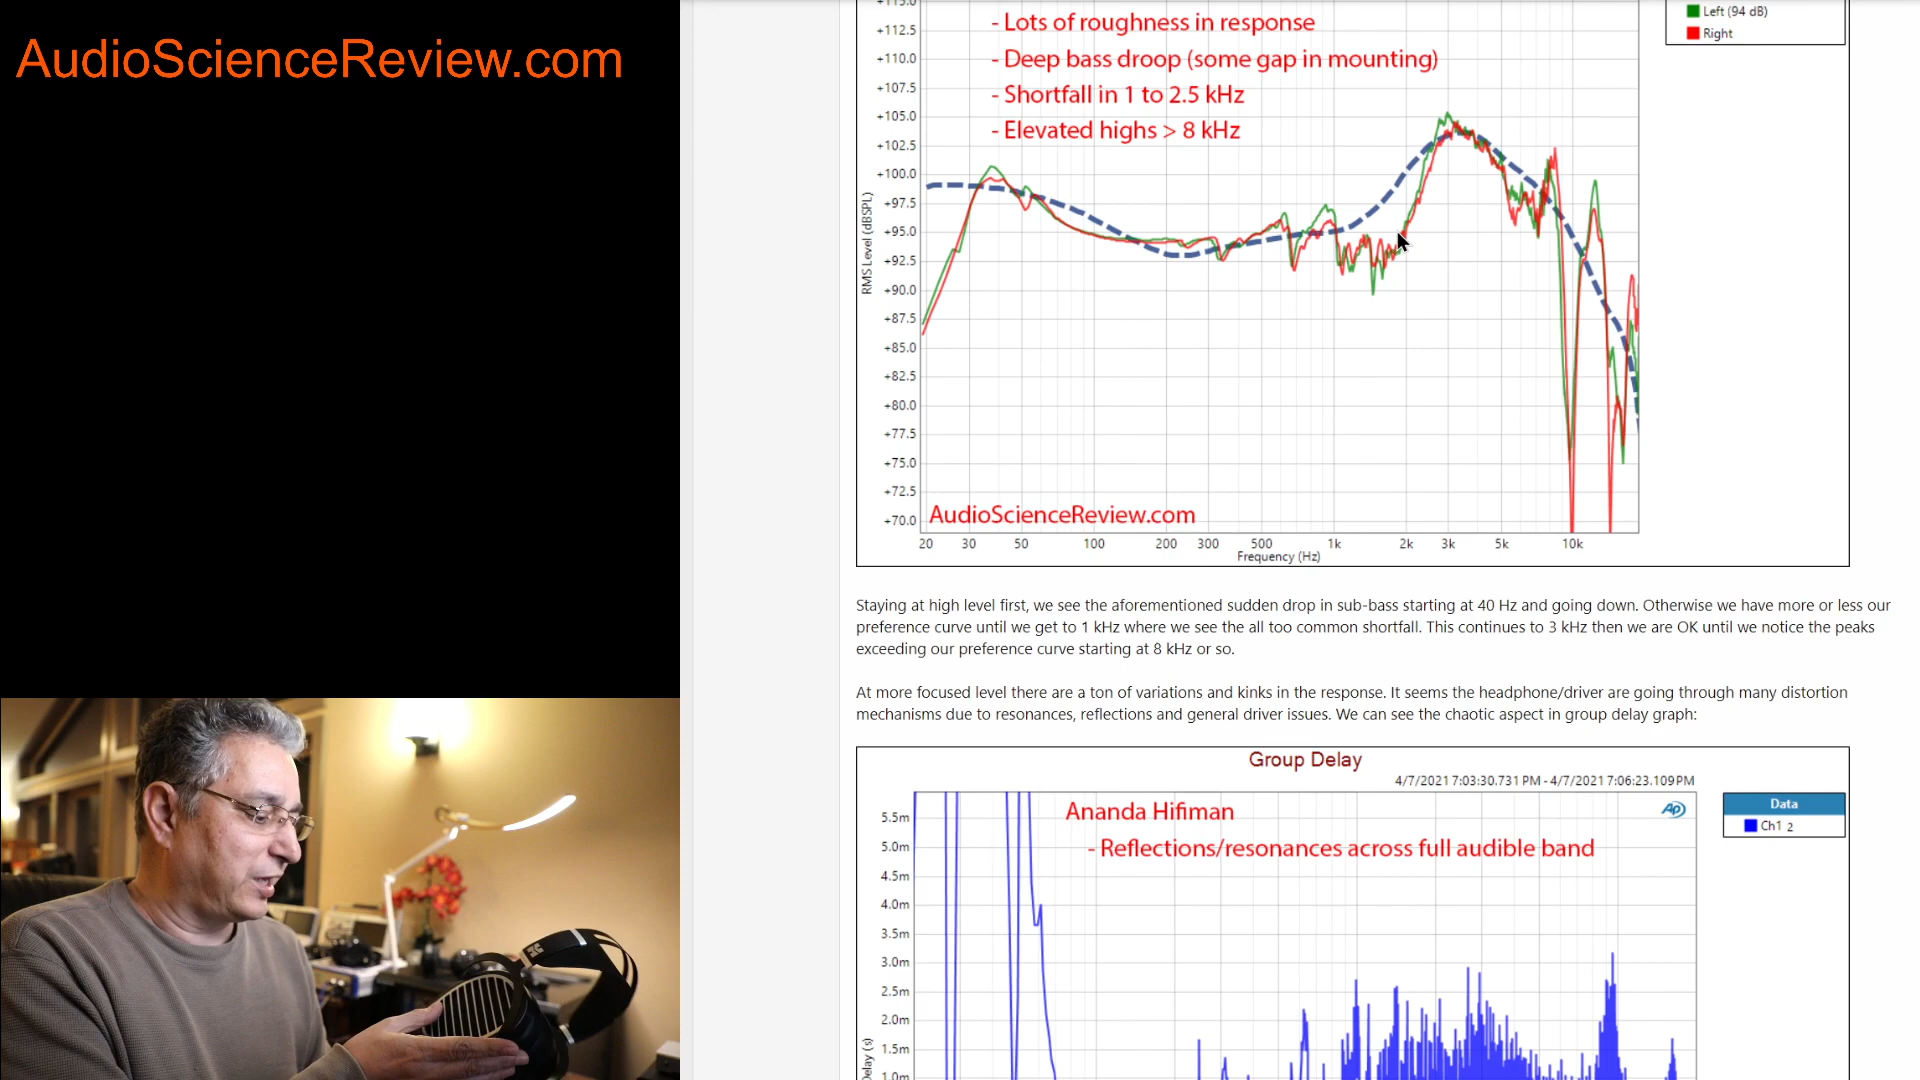 AudioScienceReview.com
- Lots of roughness in response
- Deep bass droop (some gap in mounting)
- Shortfall in 1 to 2.5 kHz
- Elevated highs > 8 kHz
Left (94 dB)
Right
+115.0
+112.5
+110.0
+107.5
+105.0
+102.5
+100.0
+97.5
+95.0
+92.5
+90.0
+87.5
+85.0
+82.5
+80.0
+77.5
+75.0
+72.5
+70.0
RMS Level (dBSPL)
AudioScienceReview.com
20 30 50 100 200 300 500 1k 2k 3k 5k 10k
Frequency (Hz)
Staying at high level first, we see the aforementioned sudden drop in sub-bass starting at 40 Hz and going down. Otherwise we have more or less our
preference curve until we get to 1 kHz where we see the all too common shortfall. This continues to 3 kHz then we are OK until we notice the peaks
exceeding our preference curve starting at 8 kHz or so.
At more focused level there are a ton of variations and kinks in the response. It seems the headphone/driver are going through many distortion
mechanisms due to resonances, reflections and general driver issues. We can see the chaotic aspect in group delay graph:
Group Delay
4/7/2021 7:03:30.731 PM - 4/7/2021 7:06:23.109 PM
Ananda Hifiman
- Reflections/resonances across full audible band
AP
Data
Ch1 2
5.5m
5.0m
4.5m
4.0m
3.5m
3.0m
2.5m
2.0m
1.5m
1.0m
Delay (s)